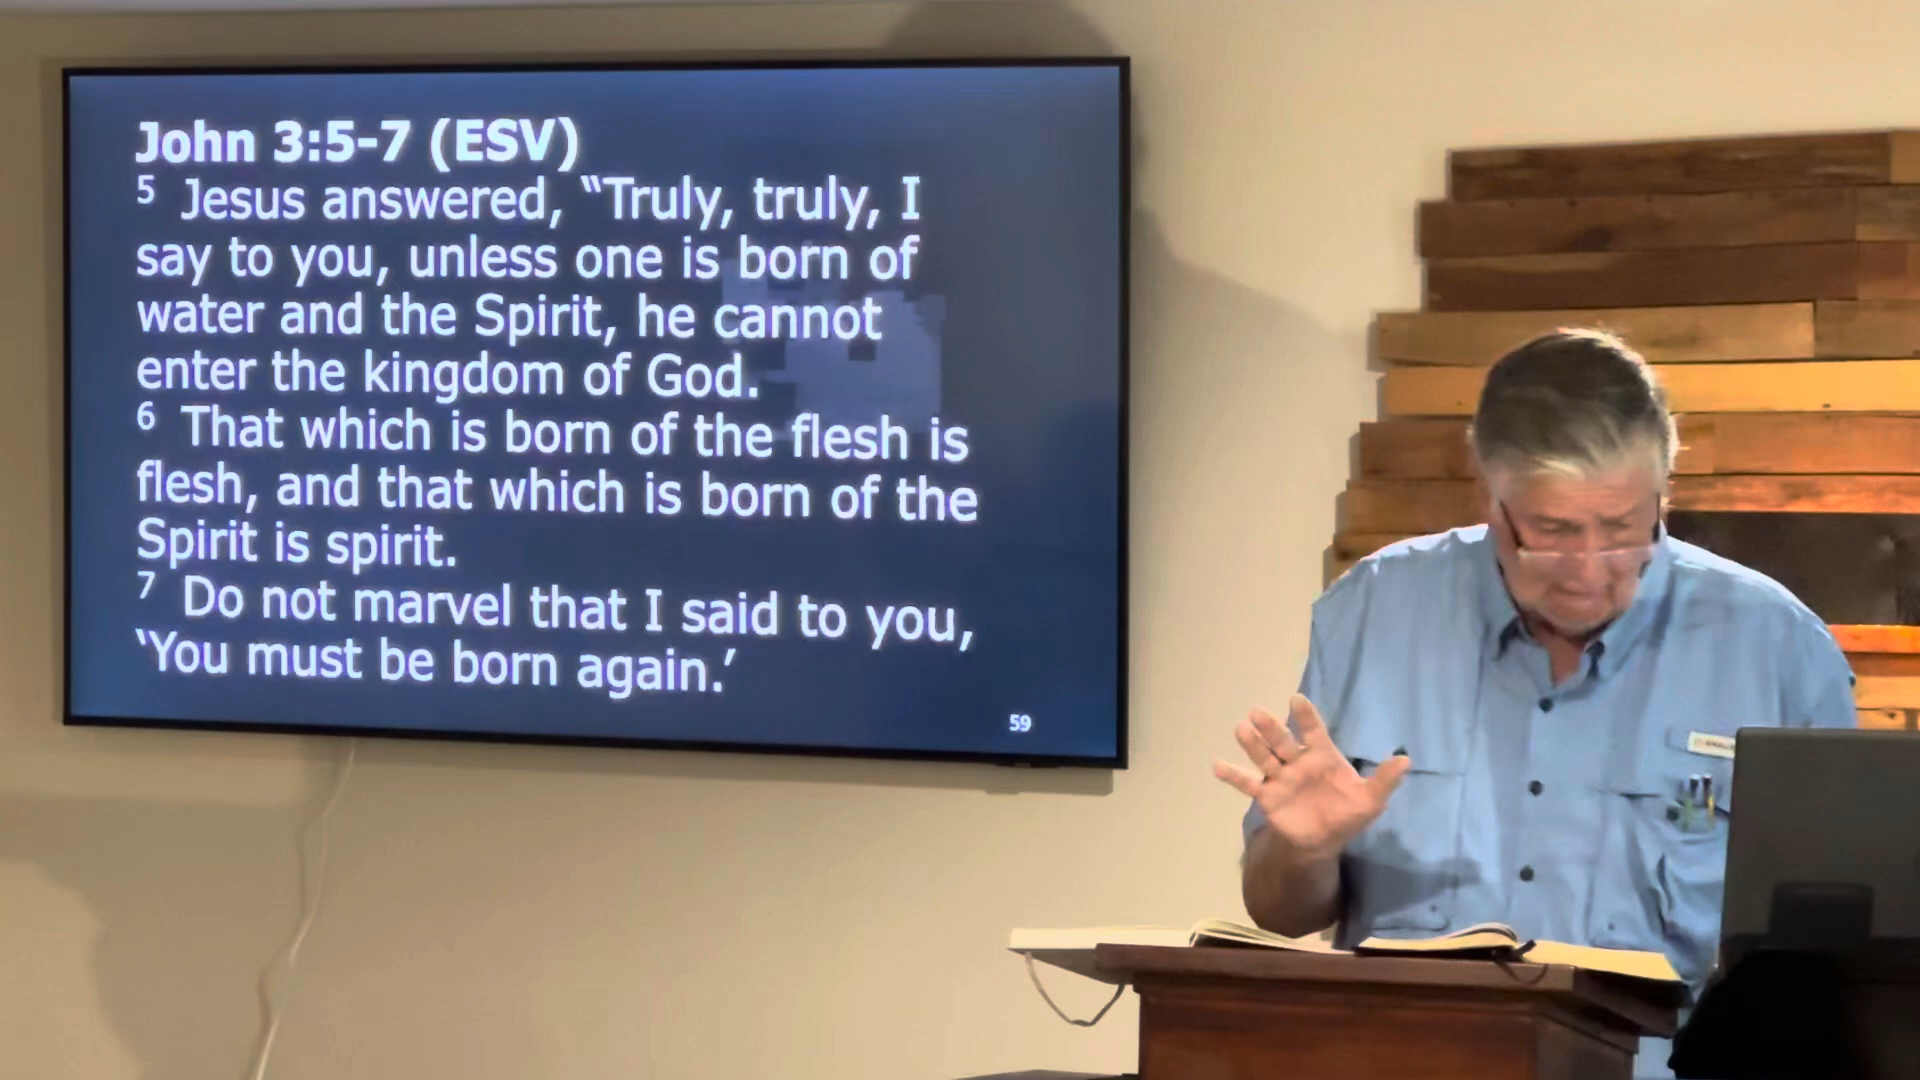 John 3:5-7 (ESV)
5 Jesus answered, “Truly, truly, I
say to you, unless one is born of
water and the Spirit, he cannot
enter the kingdom of God.
6 That which is born of the flesh is
flesh, and that which is born of the
Spirit is spirit.
7 Do not marvel that I said to you,
‘You must be born again.’
59